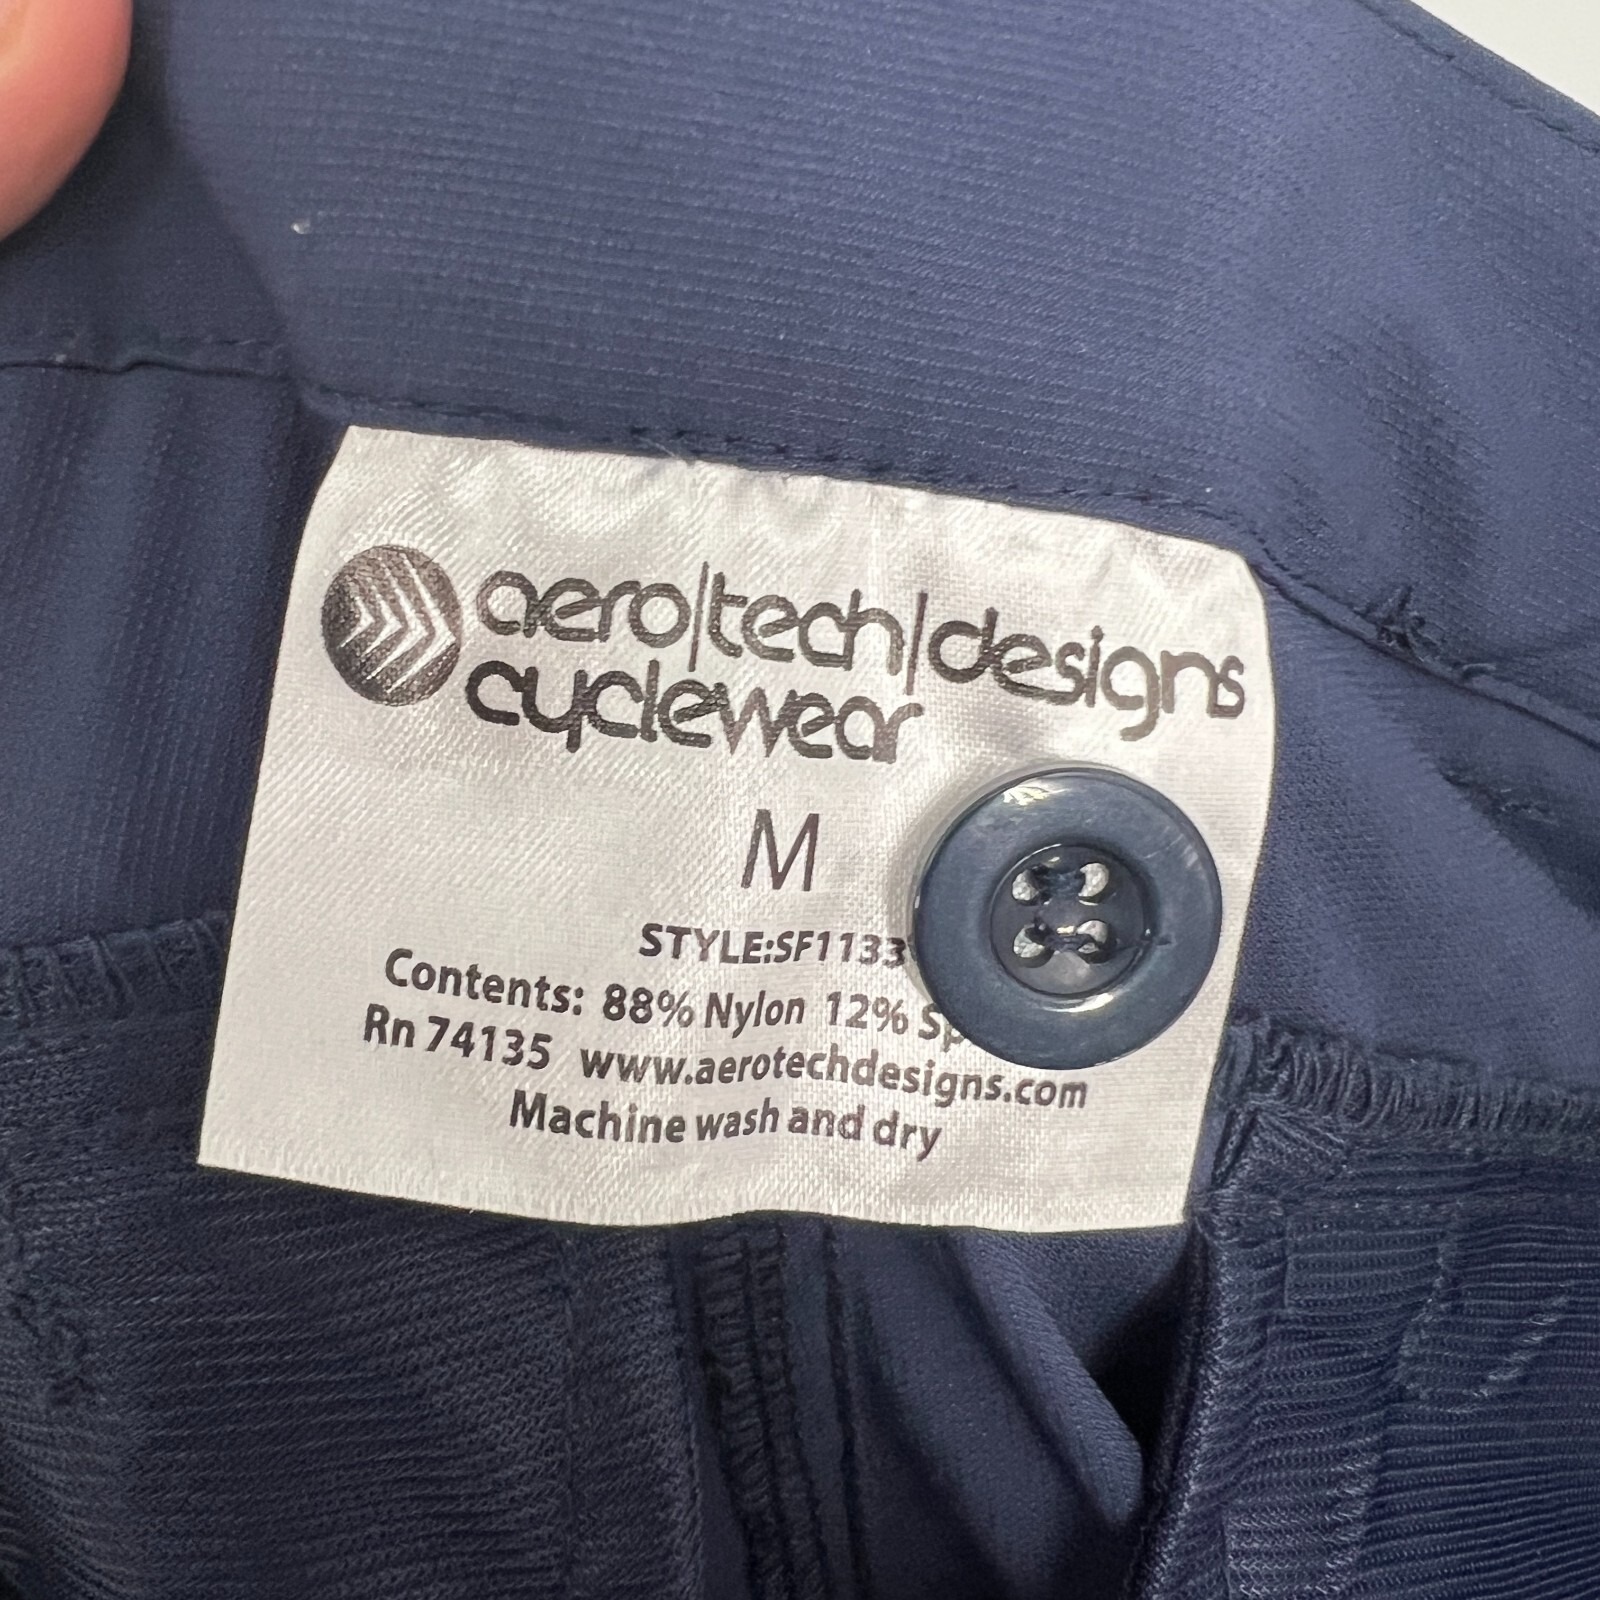 aero|tech|designs
cyclewear
M
STYLE:SF1133
Contents: 88% Nylon 12% Sp
Rn 74135 www.aerotechdesigns.com
Machine wash and dry